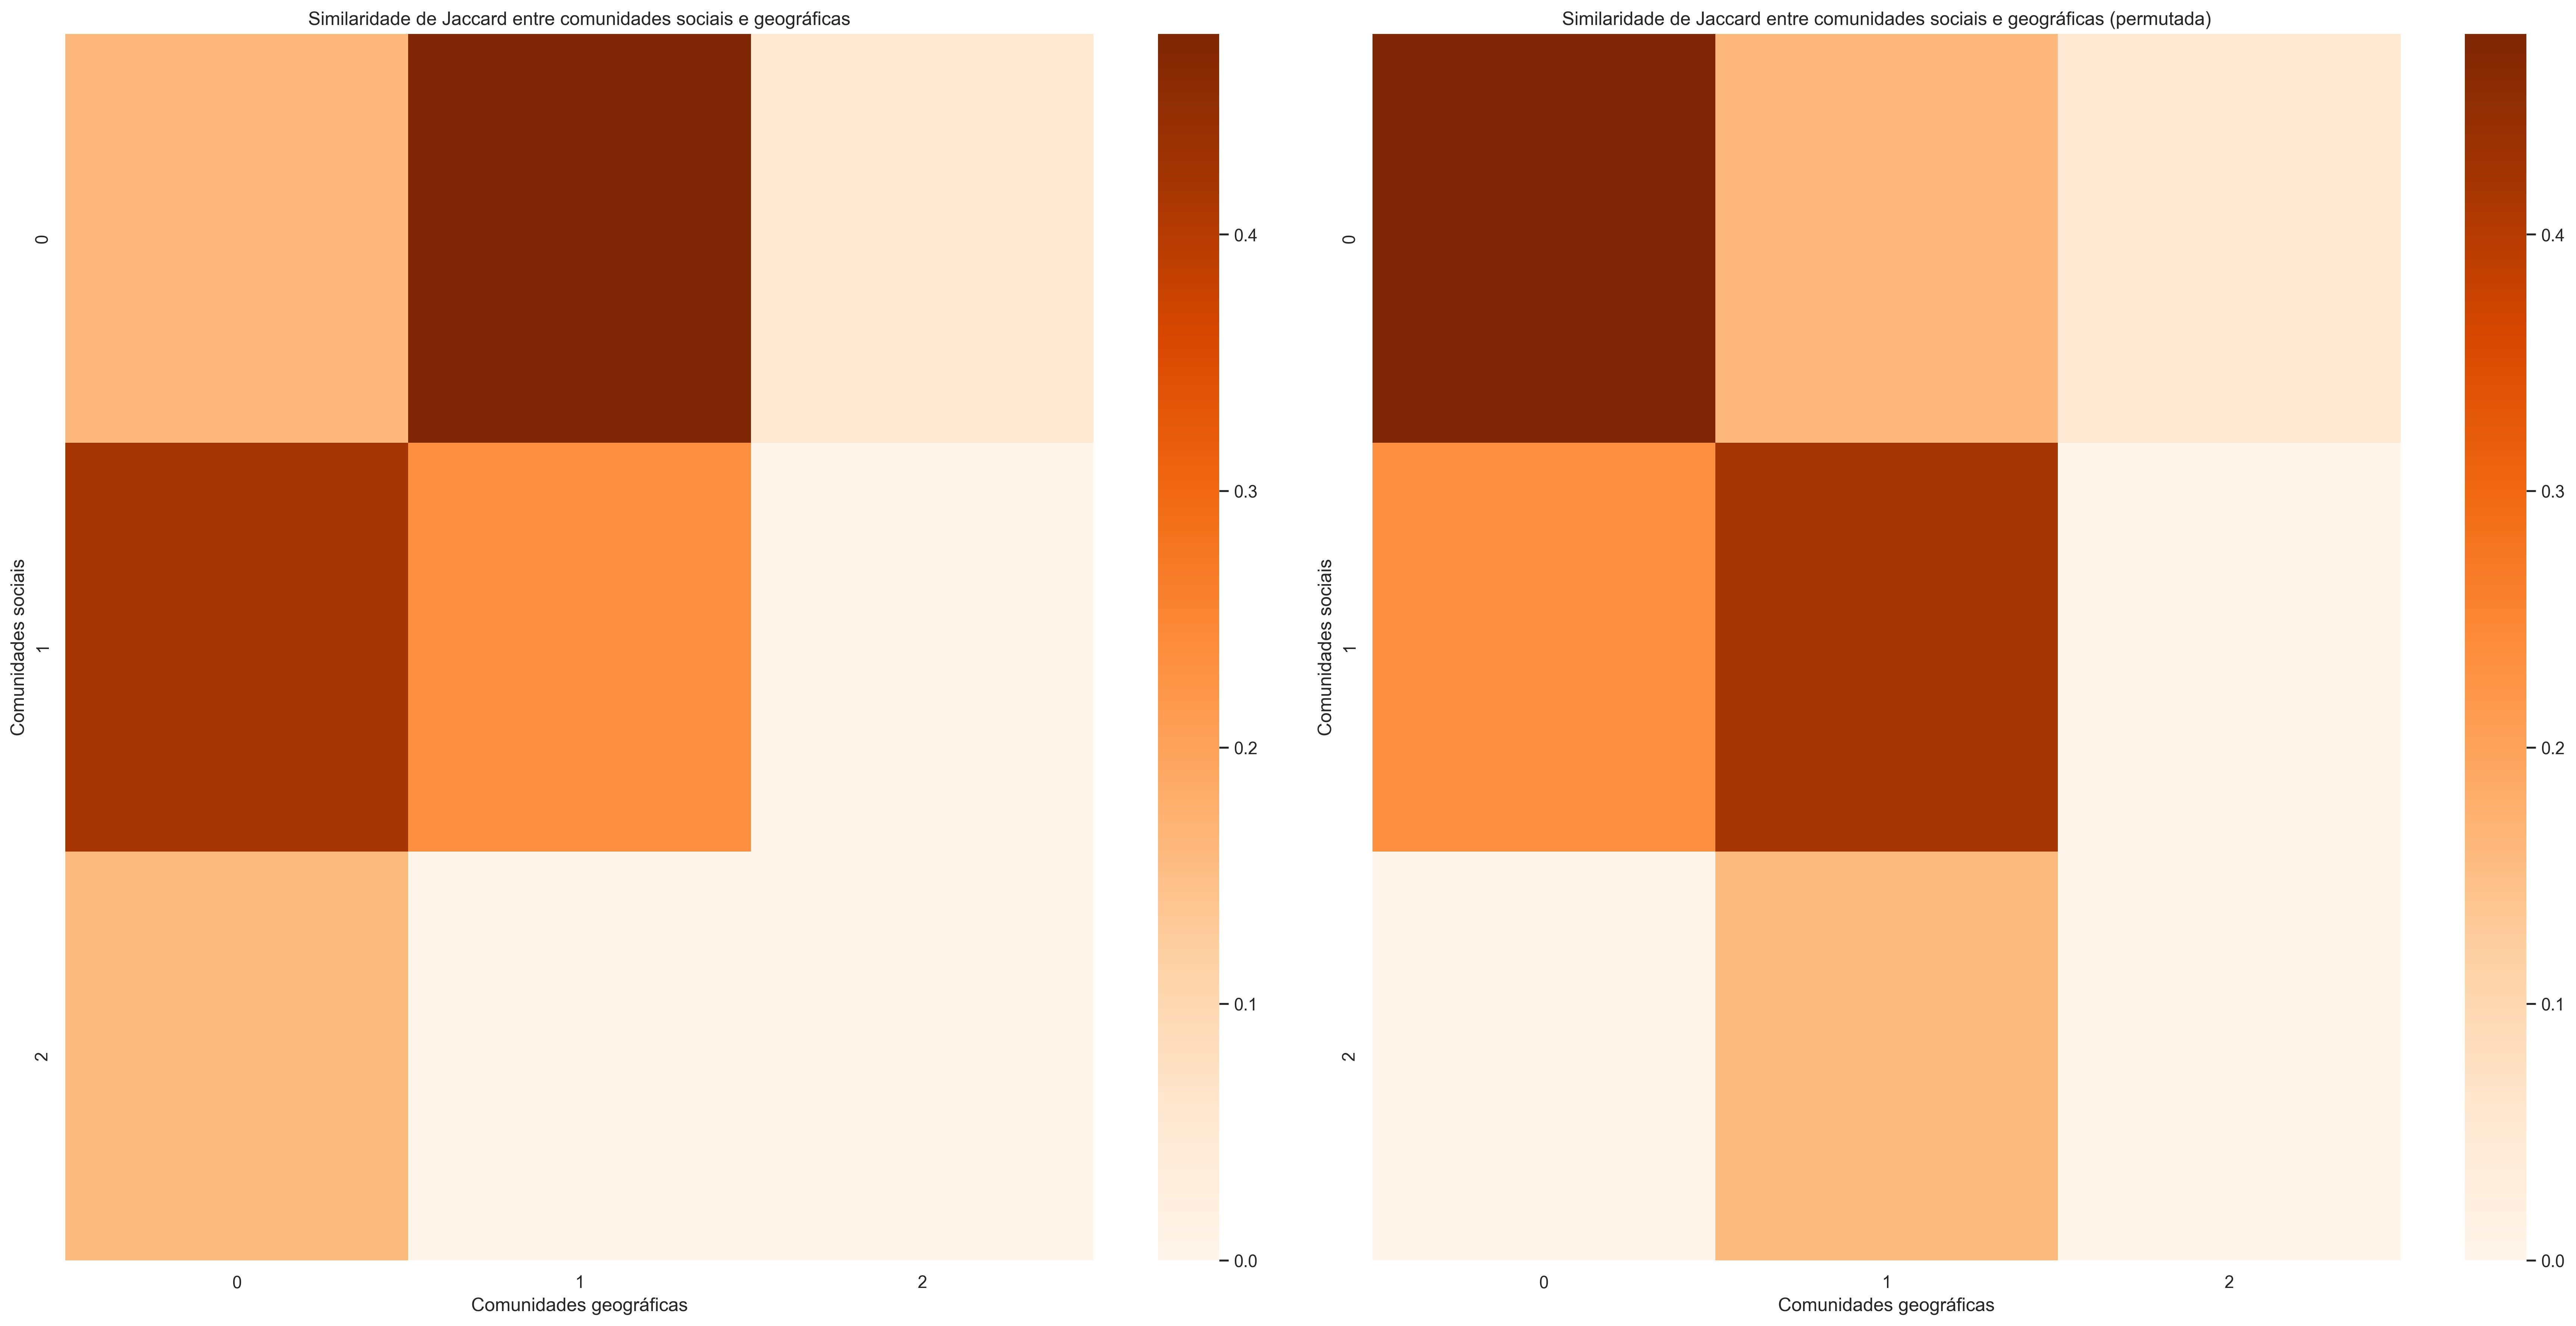 Similaridade de Jaccard entre comunidades sociais e geográficas
Comunidades sociais
0
1
2
0 1 2
Comunidades geográficas
0.4
0.3
0.2
0.1
0.0
Similaridade de Jaccard entre comunidades sociais e geográficas (permutada)
Comunidades sociais
0
1
2
0 1 2
Comunidades geográficas
0.4
0.3
0.2
0.1
0.0